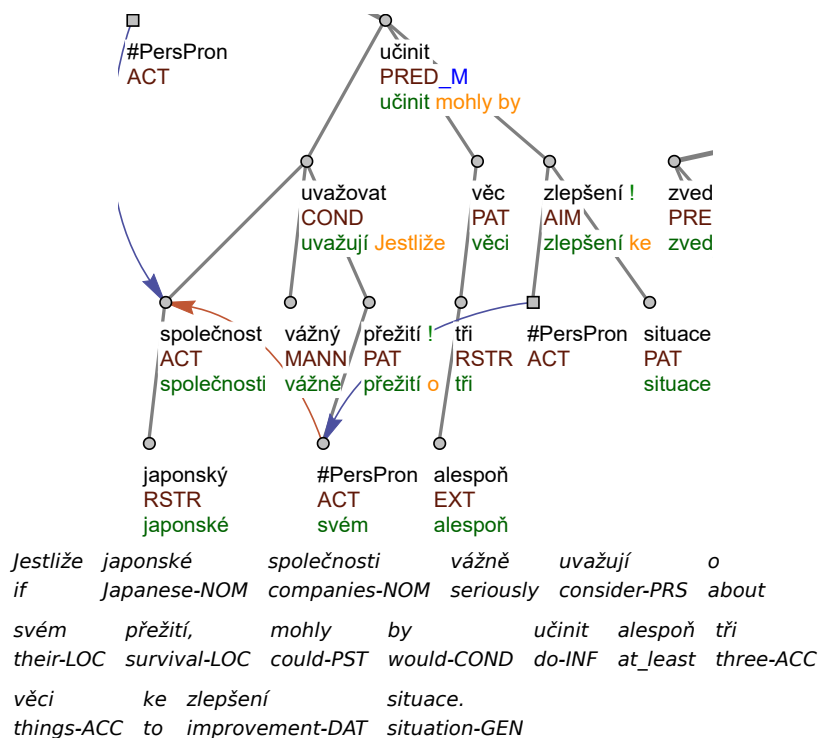 #PersPron
ACT
učinit
PRED_M
učinit mohly by
uvažovat
COND
uvažují Jestliže
věc
PAT
věci
zlepšení !
AIM
zlepšení ke
zved
PRE
zved
společnost
ACT
společnosti
vážný
MANN
vážně
přežití !
PAT
přežití o
tři
RSTR
tři
#PersPron
ACT
situace
PAT
situace
japonský
RSTR
japonské
#PersPron
ACT
svém
alespoň
EXT
alespoň
Jestliže japonské společnosti vážně uvažují o
if Japanese-NOM companies-NOM seriously consider-PRS about
svém přežití, mohly by učinit alespoň tři
their-LOC survival-LOC could-PST would-COND do-INF at_least three-ACC
věci ke zlepšení situace.
things-ACC to improvement-DAT situation-GEN